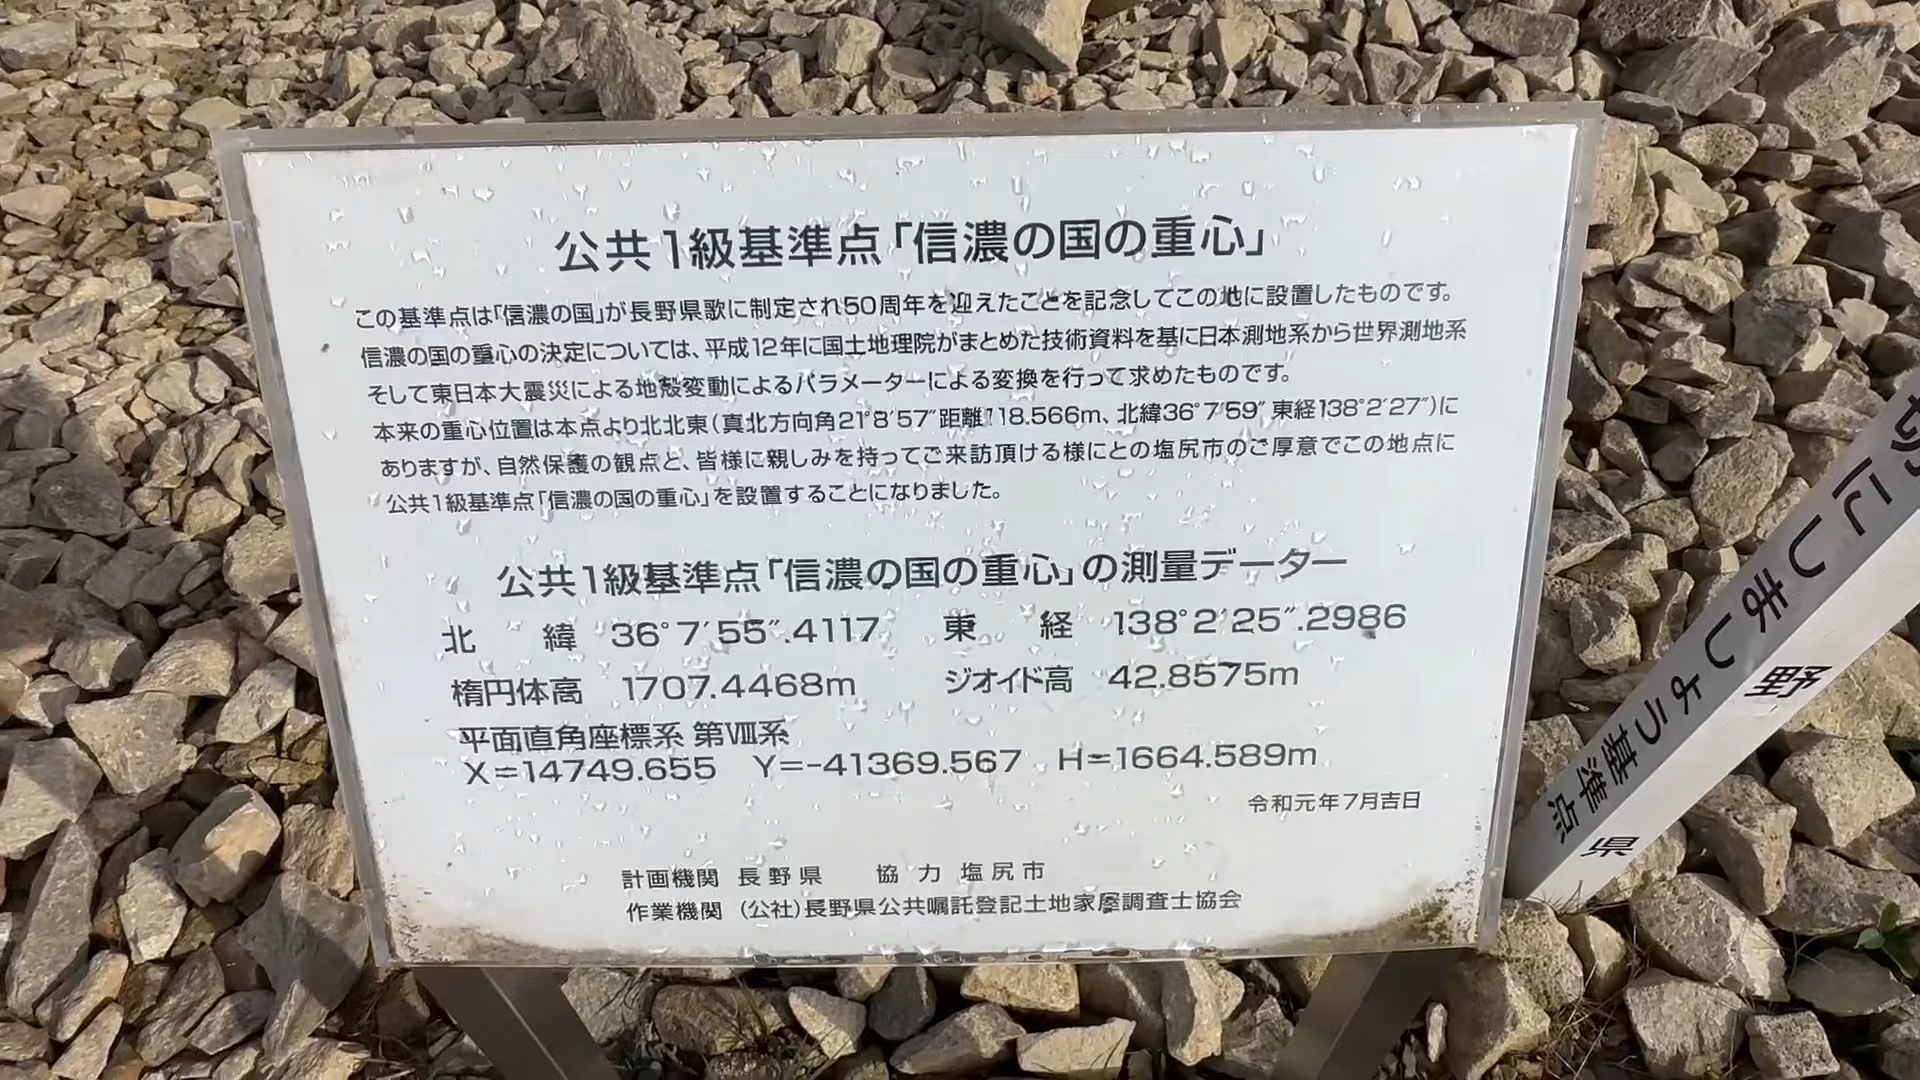 公共1級基準点「信濃の国の重心」
この基準点は「信濃の国」が長野県歌に制定され50周年を迎えたことを記念してこの地に設置したものです。
信濃の国の重心の決定については、平成12年に国土地理院がまとめた技術資料を基に日本測地系から世界測地系
そして東日本大震災による地殻変動によるパラメーターによる変換を行って求めたものです。
本来の重心位置は本点より北北東(真北方向角21°8′57″距離118.566m、北緯36°7′59″東経138°2′27″)に
ありますが、自然保護の観点と、皆様に親しみを持ってご来訪頂ける様にとの塩尻市のご厚意でこの地点に
公共1級基準点「信濃の国の重心」を設置することになりました。
公共1級基準点「信濃の国の重心」の測量データー
北　緯　36°7′55″.4117　東　経　138°2′25″.2986
楕円体高　1707.4468m　ジオイド高　42.8575m
平面直角座標系 第Ⅷ系
X=14749.655　Y=-41369.567　H=1664.589m
令和元年7月吉日
計画機関　長野県　協力　塩尻市
作業機関　(公社)長野県公共嘱託登記土地家屋調査士協会
にしましょう基準点
野県